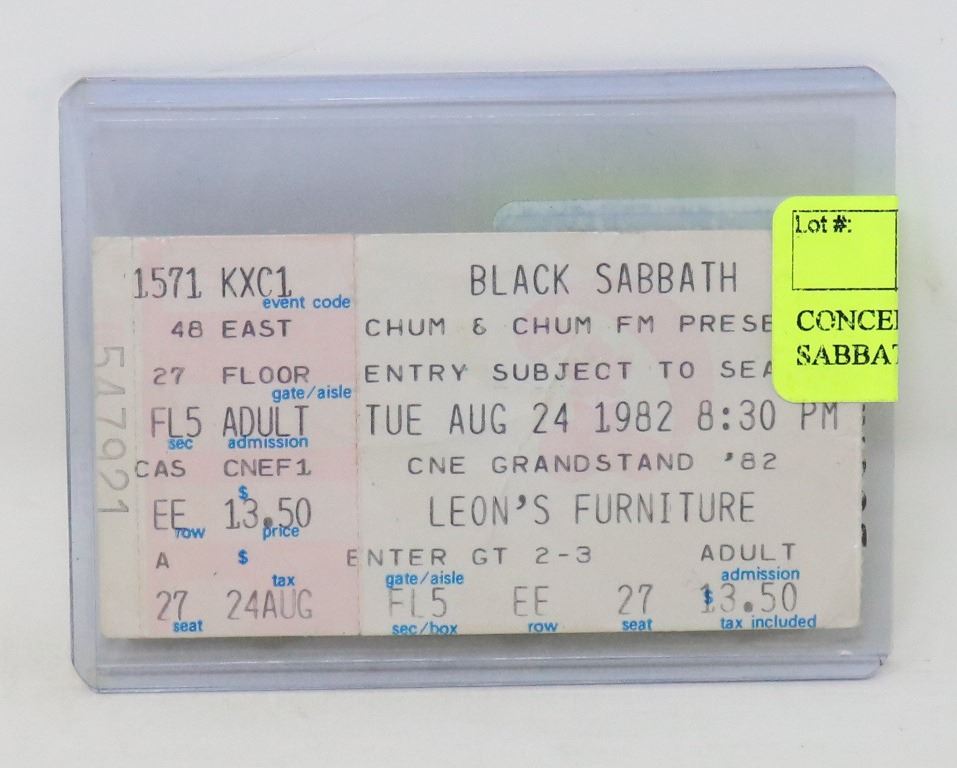 547921
1571 KXC1
event code
48 EAST
27 FLOOR
gate/aisle
FL5 ADULT
sec admission
CAS CNEF1
$
EE 13.50
row price
A $
tax
27 24AUG
seat
BLACK SABBATH
CHUM & CHUM FM PRESE
ENTRY SUBJECT TO SEA
TUE AUG 24 1982 8:30 PM
CNE GRANDSTAND '82
LEON'S FURNITURE
ENTER GT 2-3 ADULT
gate/aisle admission
FL5 EE 27 $13.50
sec/box row seat tax included
Lot #:
CONCE
SABBA